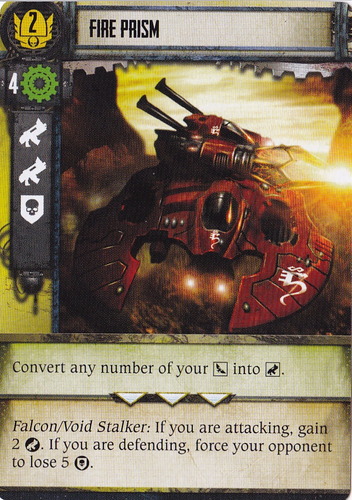 2
FIRE PRISM
4
Convert any number of your into .
Falcon/Void Stalker: If you are attacking, gain
2 . If you are defending, force your opponent
to lose 5 .